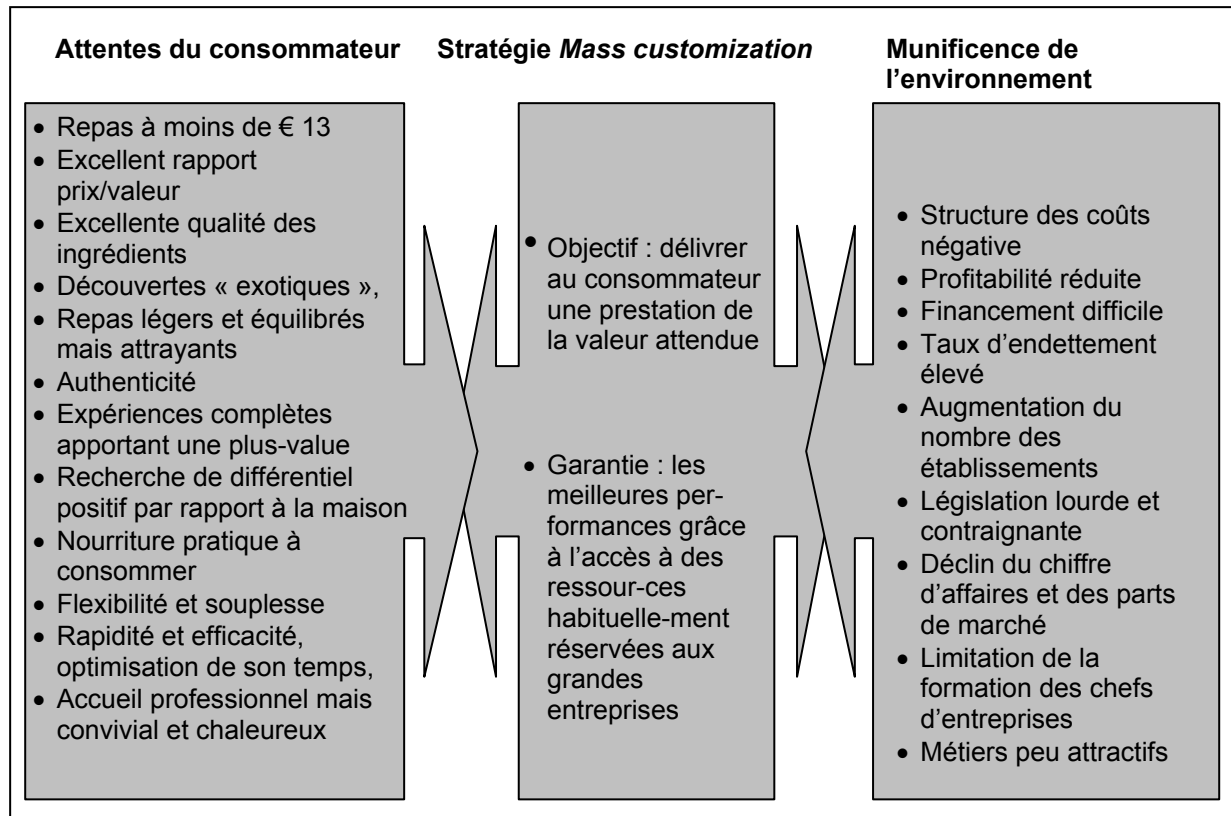 Attentes du consommateur
• Repas à moins de € 13
• Excellent rapport
prix/valeur
• Excellente qualité des
ingrédients
• Découvertes « exotiques »,
• Repas légers et équilibrés
mais attrayants
• Authenticité
• Expériences complètes
apportant une plus-value
• Recherche de différentiel
positif par rapport à la maison
• Nourriture pratique à
consommer
• Flexibilité et souplesse
• Rapidité et efficacité,
optimisation de son temps,
• Accueil professionnel mais
convivial et chaleureux
Stratégie Mass customization
• Objectif : délivrer
au consommateur
une prestation de
la valeur attendue
• Garantie : les
meilleures per-
formances grâce
à l’accès à des
ressour-ces
habituelle-ment
réservées aux
grandes
entreprises
Munificence de
l’environnement
• Structure des coûts
négative
• Profitabilité réduite
• Financement difficile
• Taux d’endettement
élevé
• Augmentation du
nombre des
établissements
• Législation lourde et
contraignante
• Déclin du chiffre
d’affaires et des parts
de marché
• Limitation de la
formation des chefs
d’entreprises
• Métiers peu attractifs